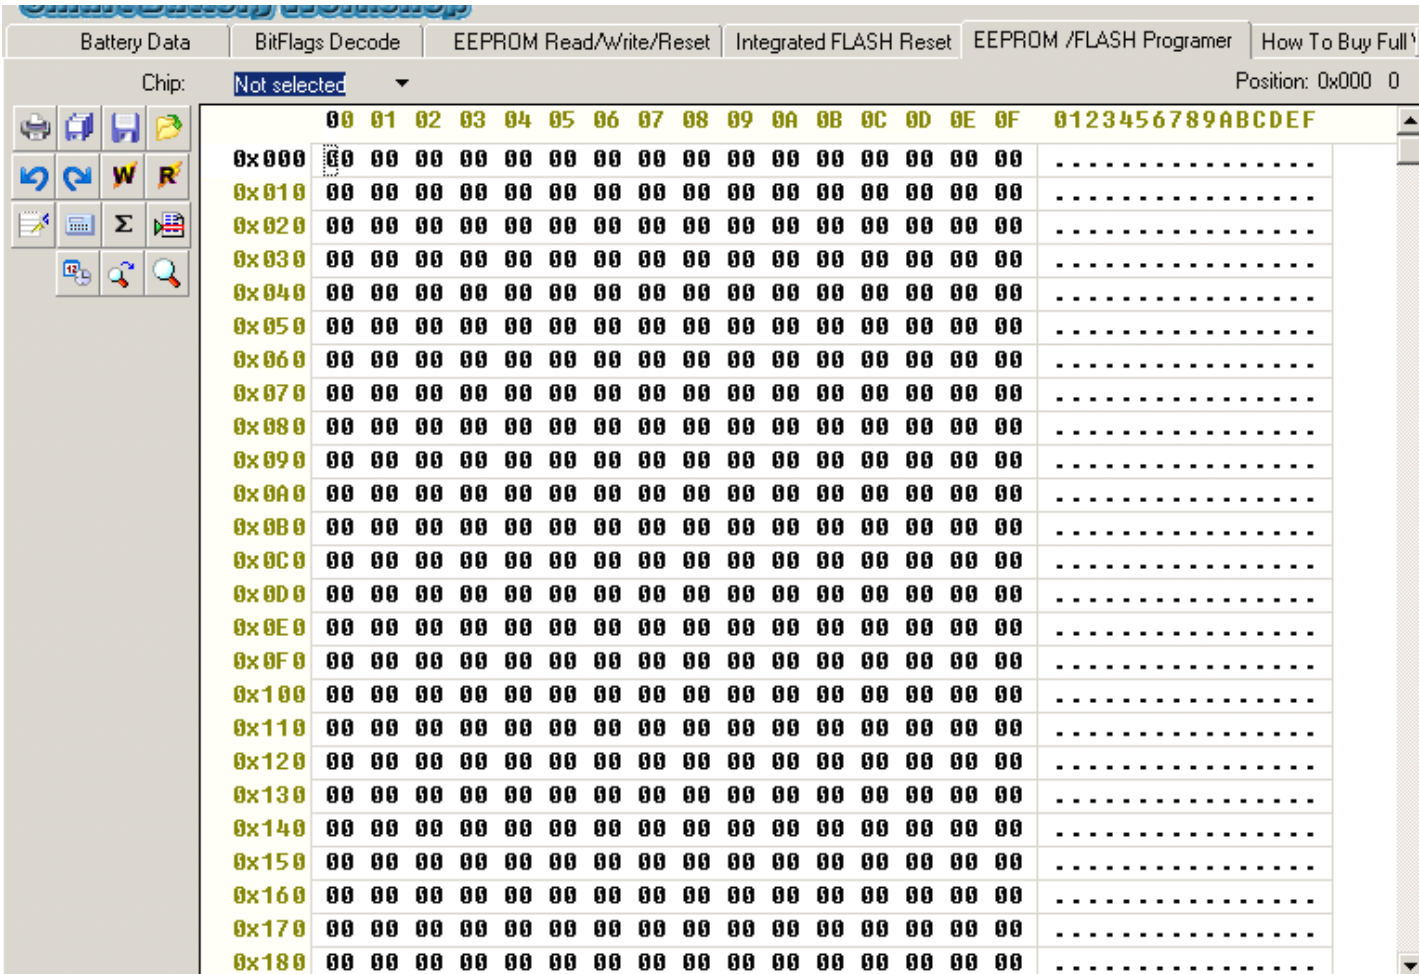 Smart Battery Workshop
Battery Data BitFlags Decode EEPROM Read/Write/Reset Integrated FLASH Reset EEPROM /FLASH Programer How To Buy Full
Chip: Not selected Position: 0x000 0
00 01 02 03 04 05 06 07 08 09 0A 0B 0C 0D 0E 0F 0123456789ABCDEF
0x000 00 00 00 00 00 00 00 00 00 00 00 00 00 00 00 00 ................
0x010 00 00 00 00 00 00 00 00 00 00 00 00 00 00 00 00 ................
0x020 00 00 00 00 00 00 00 00 00 00 00 00 00 00 00 00 ................
0x030 00 00 00 00 00 00 00 00 00 00 00 00 00 00 00 00 ................
0x040 00 00 00 00 00 00 00 00 00 00 00 00 00 00 00 00 ................
0x050 00 00 00 00 00 00 00 00 00 00 00 00 00 00 00 00 ................
0x060 00 00 00 00 00 00 00 00 00 00 00 00 00 00 00 00 ................
0x070 00 00 00 00 00 00 00 00 00 00 00 00 00 00 00 00 ................
0x080 00 00 00 00 00 00 00 00 00 00 00 00 00 00 00 00 ................
0x090 00 00 00 00 00 00 00 00 00 00 00 00 00 00 00 00 ................
0x0A0 00 00 00 00 00 00 00 00 00 00 00 00 00 00 00 00 ................
0x0B0 00 00 00 00 00 00 00 00 00 00 00 00 00 00 00 00 ................
0x0C0 00 00 00 00 00 00 00 00 00 00 00 00 00 00 00 00 ................
0x0D0 00 00 00 00 00 00 00 00 00 00 00 00 00 00 00 00 ................
0x0E0 00 00 00 00 00 00 00 00 00 00 00 00 00 00 00 00 ................
0x0F0 00 00 00 00 00 00 00 00 00 00 00 00 00 00 00 00 ................
0x100 00 00 00 00 00 00 00 00 00 00 00 00 00 00 00 00 ................
0x110 00 00 00 00 00 00 00 00 00 00 00 00 00 00 00 00 ................
0x120 00 00 00 00 00 00 00 00 00 00 00 00 00 00 00 00 ................
0x130 00 00 00 00 00 00 00 00 00 00 00 00 00 00 00 00 ................
0x140 00 00 00 00 00 00 00 00 00 00 00 00 00 00 00 00 ................
0x150 00 00 00 00 00 00 00 00 00 00 00 00 00 00 00 00 ................
0x160 00 00 00 00 00 00 00 00 00 00 00 00 00 00 00 00 ................
0x170 00 00 00 00 00 00 00 00 00 00 00 00 00 00 00 00 ................
0x180 00 00 00 00 00 00 00 00 00 00 00 00 00 00 00 00 ................
W R
Σ
12